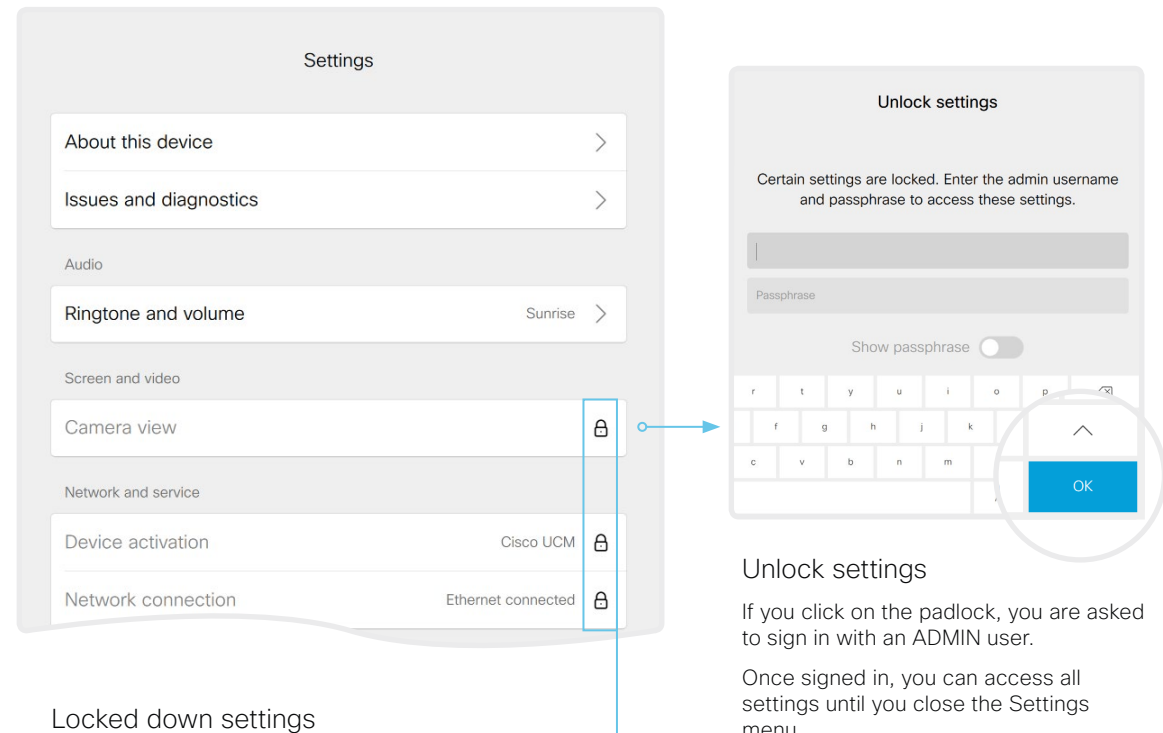 Settings
About this device
Issues and diagnostics
Audio
Ringtone and volume Sunrise
Screen and video
Camera view
Network and service
Device activation Cisco UCM
Network connection Ethernet connected
Locked down settings
Unlock settings
Certain settings are locked. Enter the admin username
and passphrase to access these settings.
Passphrase
Show passphrase
r t y u i o p
f g h j k
c v b n m
OK
Unlock settings
If you click on the padlock, you are asked
to sign in with an ADMIN user.
Once signed in, you can access all
settings until you close the Settings
menu